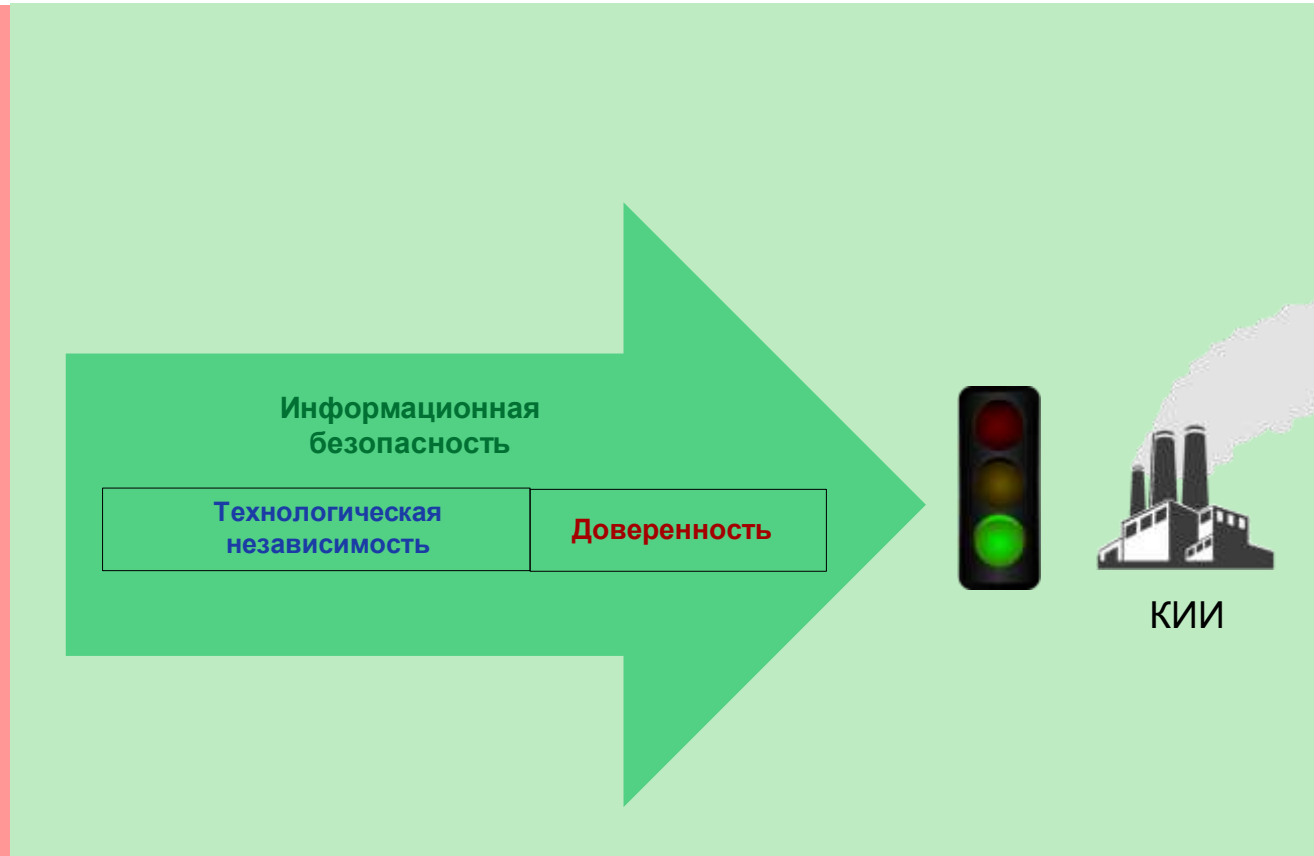 Информационная
безопасность
Технологическая
независимость
Доверенность
КИИ